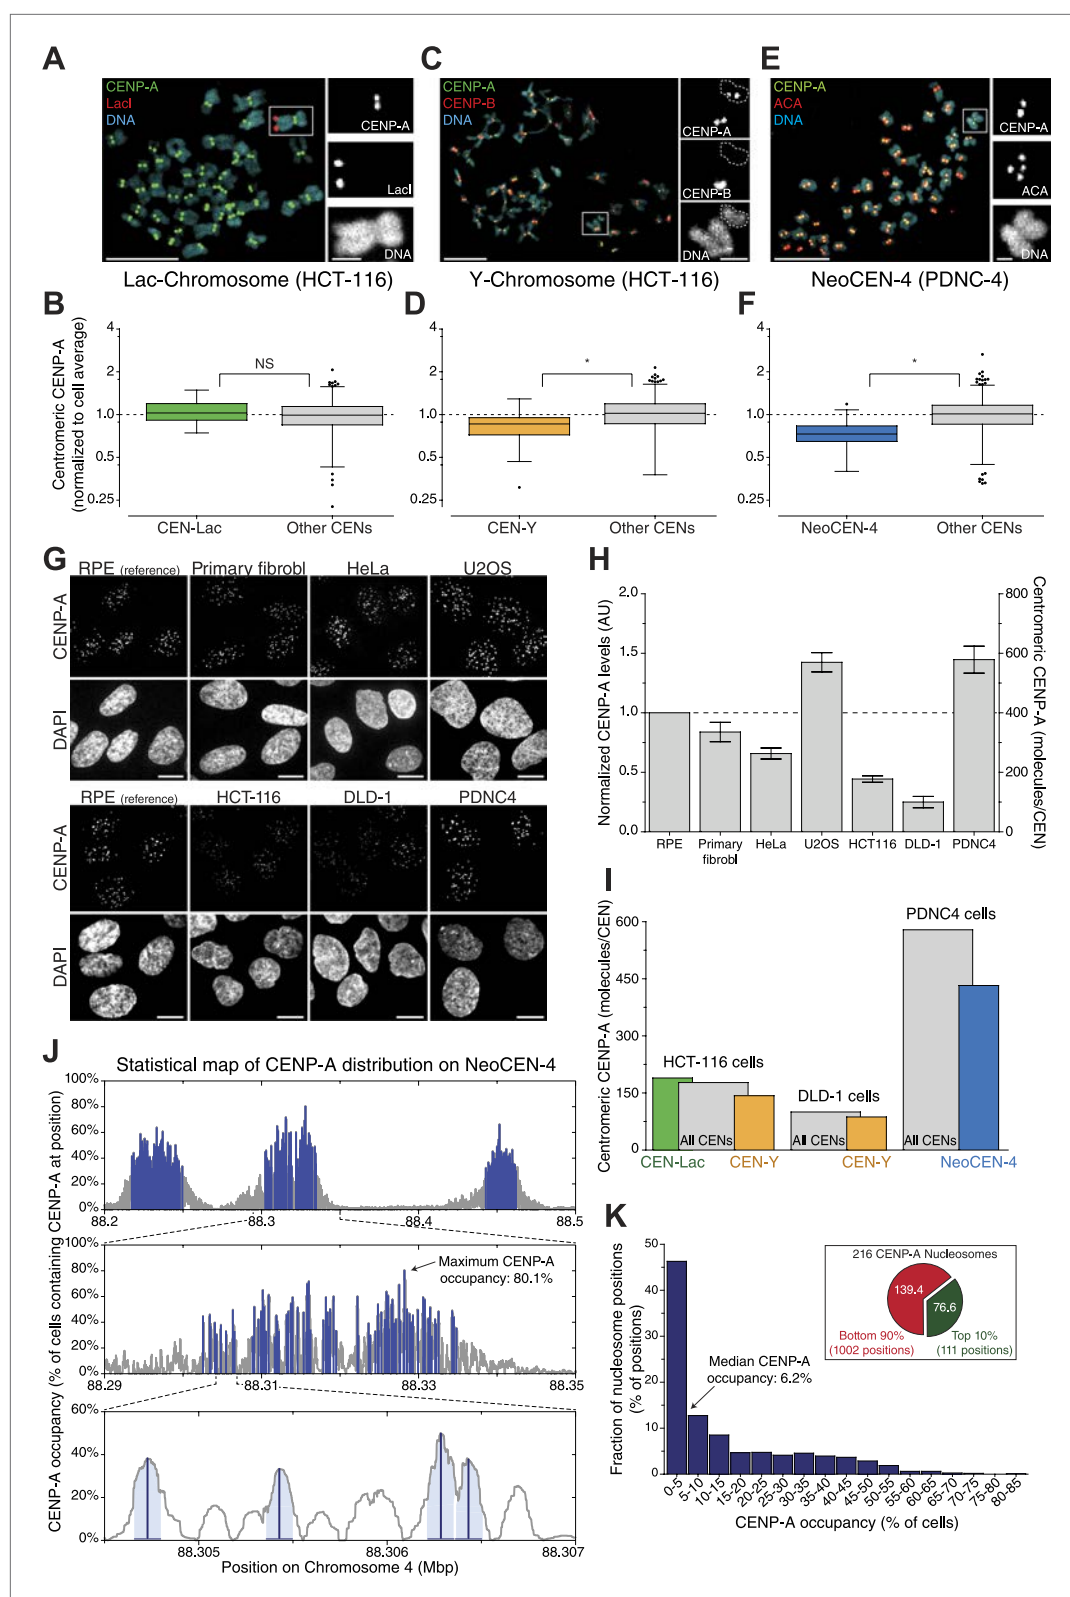 A
CENP-A
LacI
DNA
CENP-A
LacI
DNA
Lac-Chromosome (HCT-116)
C
CENP-A
CENP-B
DNA
CENP-A
CENP-B
DNA
Y-Chromosome (HCT-116)
E
CENP-A
ACA
DNA
CENP-A
ACA
DNA
NeoCEN-4 (PDNC-4)
B
Centromeric CENP-A
(normalized to cell average)
4
2
1.0
0.5
0.25
NS
CEN-Lac
Other CENs
D
4
2
1.0
0.5
0.25
*
CEN-Y
Other CENs
F
4
2
1.0
0.5
0.25
*
NeoCEN-4
Other CENs
G
RPE (reference)
Primary fibrobl
HeLa
U2OS
CENP-A
DAPI
RPE (reference)
HCT-116
DLD-1
PDNC4
CENP-A
DAPI
H
Normalized CENP-A levels (AU)
2.0
1.5
1.0
0.5
0.0
Centromeric CENP-A
(molecules/CEN)
800
600
400
200
0
RPE
Primary
fibrobl
HeLa
U2OS
HCT116
DLD-1
PDNC4
I
Centromeric CENP-A (molecules/CEN)
600
450
300
150
0
HCT-116 cells
DLD-1 cells
PDNC4 cells
All CENs
All CENs
All CENs
CEN-Lac
CEN-Y
CEN-Y
NeoCEN-4
J
Statistical map of CENP-A distribution on NeoCEN-4
CENP-A occupancy (% of cells containing CENP-A at position)
100%
80%
60%
40%
20%
0%
88.2
88.3
88.4
88.5
100%
80%
60%
40%
20%
0%
Maximum CENP-A
occupancy: 80.1%
88.29
88.31
88.33
88.35
60%
40%
20%
0%
88.305
88.306
88.307
Position on Chromosome 4 (Mbp)
K
Fraction of nucleosome positions
(% of positions)
50
40
30
20
10
0
216 CENP-A Nucleosomes
139.4
76.6
Bottom 90%
(1002 positions)
Top 10%
(111 positions)
Median CENP-A
occupancy: 6.2%
0-5
5-10
10-15
15-20
20-25
25-30
30-35
35-40
40-45
45-50
50-55
55-60
60-65
65-70
70-75
75-80
80-85
CENP-A occupancy (% of cells)